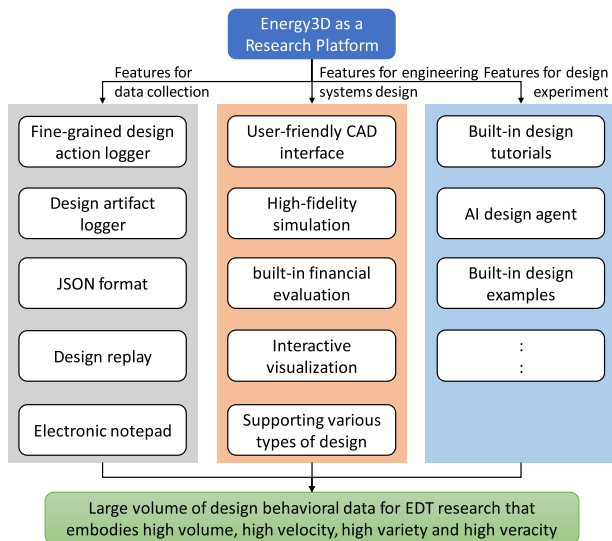 Energy3D as a
Research Platform
Features for
data collection
Features for engineering
systems design
Features for design
experiment
Fine-grained design
action logger
Design artifact
logger
JSON format
Design replay
Electronic notepad
User-friendly CAD
interface
High-fidelity
simulation
built-in financial
evaluation
Interactive
visualization
Supporting various
types of design
Built-in design
tutorials
AI design agent
Built-in design
examples
:
:
Large volume of design behavioral data for EDT research that
embodies high volume, high velocity, high variety and high veracity